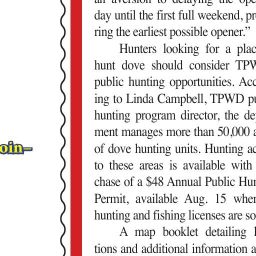 an aversion to delaying the ope
day until the first full weekend, pr
ring the earliest possible opener.”
Hunters looking for a plac
hunt dove should consider TPW
public hunting opportunities. Acc
ing to Linda Campbell, TPWD pu
hunting program director, the de
ment manages more than 50,000 a
of dove hunting units. Hunting ac
to these areas is available with
chase of a $48 Annual Public Hun
Permit, available Aug. 15 wher
hunting and fishing licenses are so
A map booklet detailing
tions and additional information a
oin–